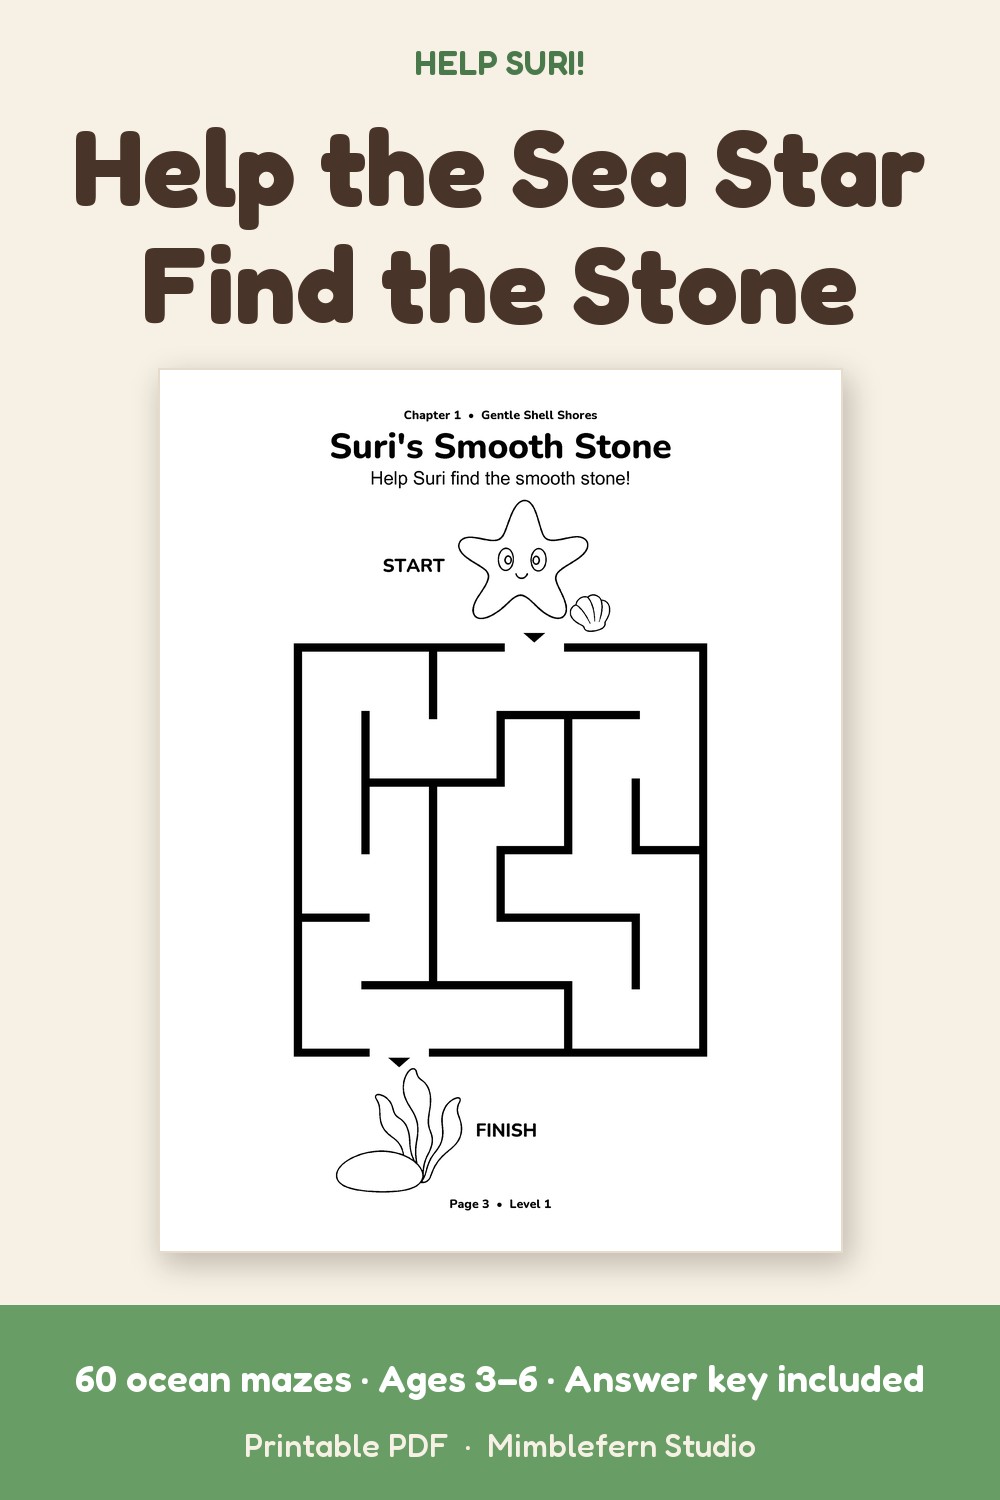 HELP SURI!
Help the Sea Star
Find the Stone
Chapter 1 • Gentle Shell Shores
Suri's Smooth Stone
Help Suri find the smooth stone!
START
FINISH
Page 3 • Level 1
60 ocean mazes · Ages 3–6 · Answer key included
Printable PDF · Mimblefern Studio